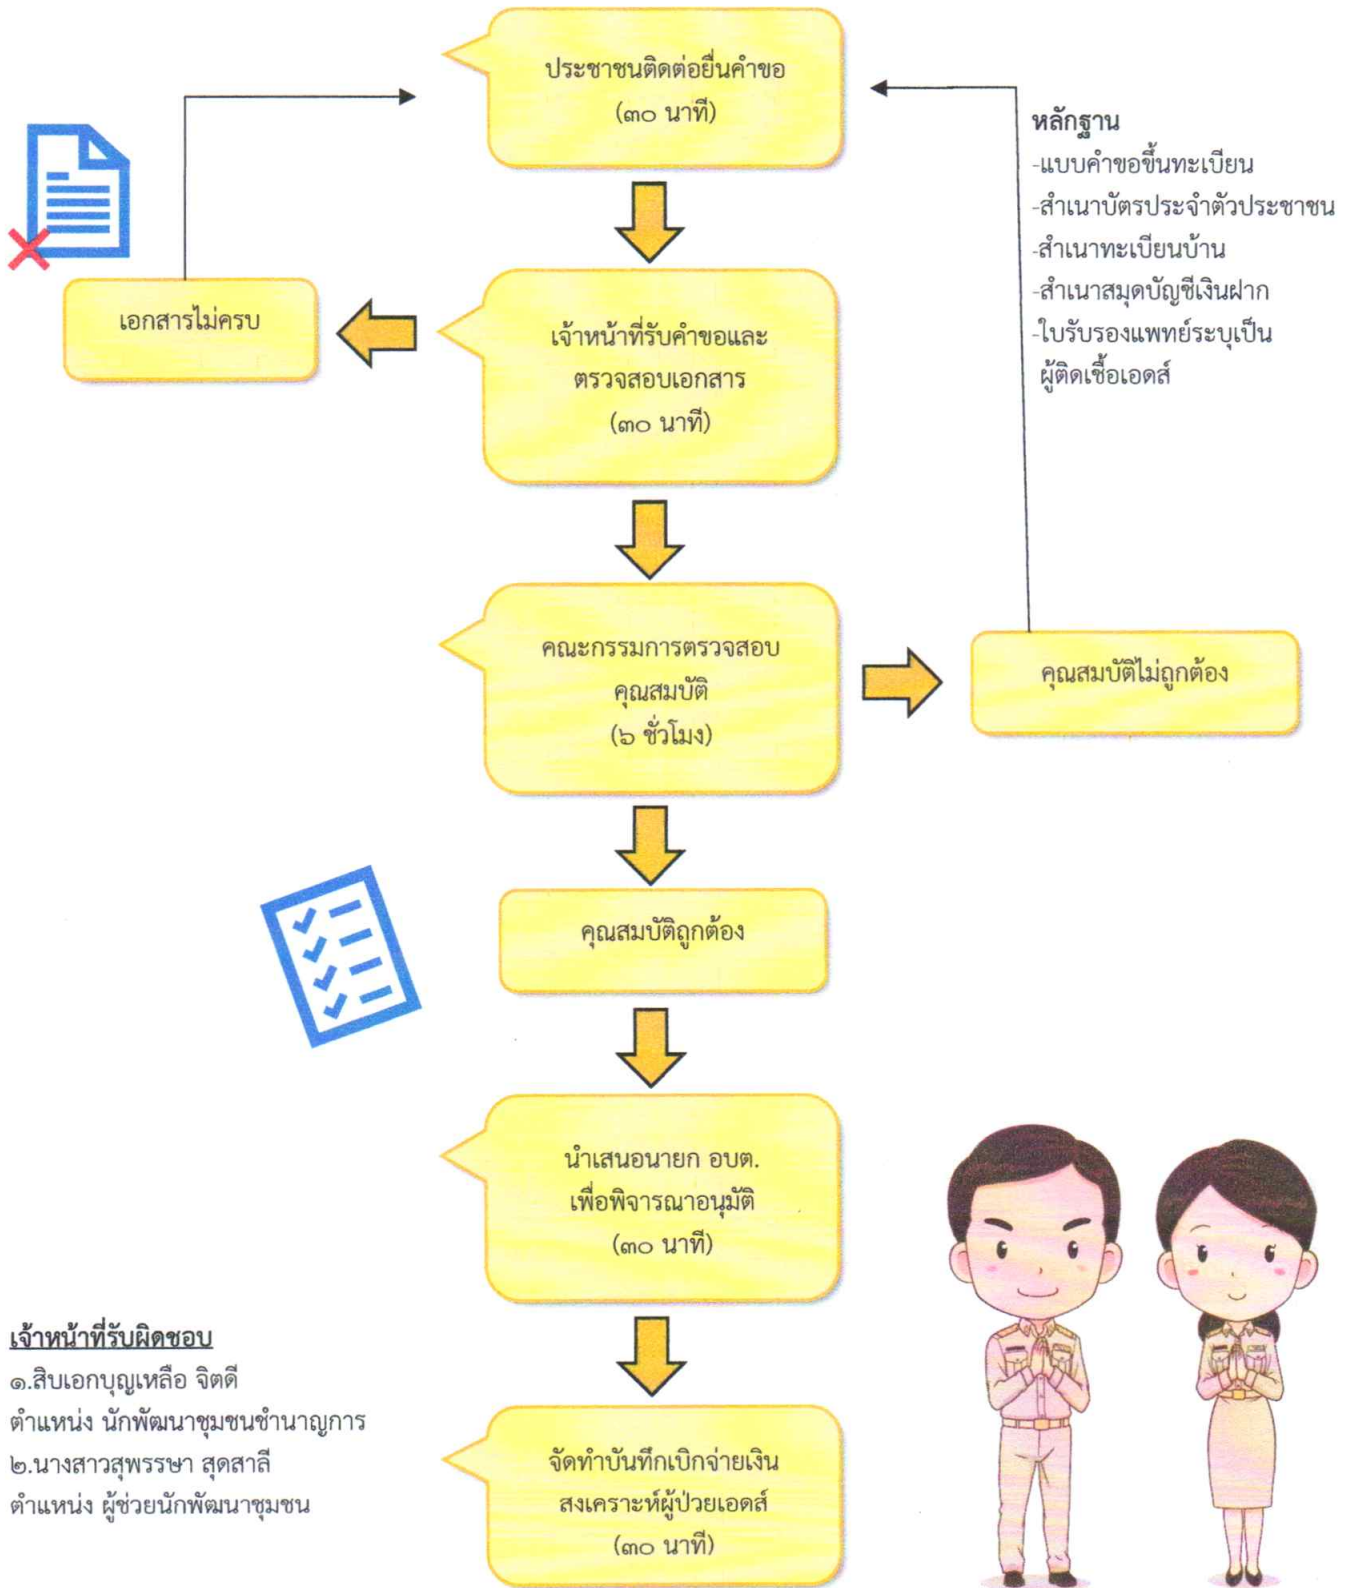 ประชาชนติดต่อยื่นคำขอ
(๓๐ นาที)
หลักฐาน
-แบบคำขอขึ้นทะเบียน
-สำเนาบัตรประจำตัวประชาชน
-สำเนาทะเบียนบ้าน
-สำเนาสมุดบัญชีเงินฝาก
-ใบรับรองแพทย์ระบุเป็น
ผู้ติดเชื้อเอดส์
เอกสารไม่ครบ
เจ้าหน้าที่รับคำขอและ
ตรวจสอบเอกสาร
(๓๐ นาที)
คณะกรรมการตรวจสอบ
คุณสมบัติ
(๖ ชั่วโมง)
คุณสมบัติไม่ถูกต้อง
คุณสมบัติถูกต้อง
นำเสนอนายก อบต.
เพื่อพิจารณาอนุมัติ
(๓๐ นาที)
เจ้าหน้าที่รับผิดชอบ
๑.สิบเอกบุญเหลือ จิตดี
ตำแหน่ง นักพัฒนาชุมชนชำนาญการ
๒.นางสาวสุพรรษา สุดสาลี
ตำแหน่ง ผู้ช่วยนักพัฒนาชุมชน
จัดทำบันทึกเบิกจ่ายเงิน
สงเคราะห์ผู้ป่วยเอดส์
(๓๐ นาที)